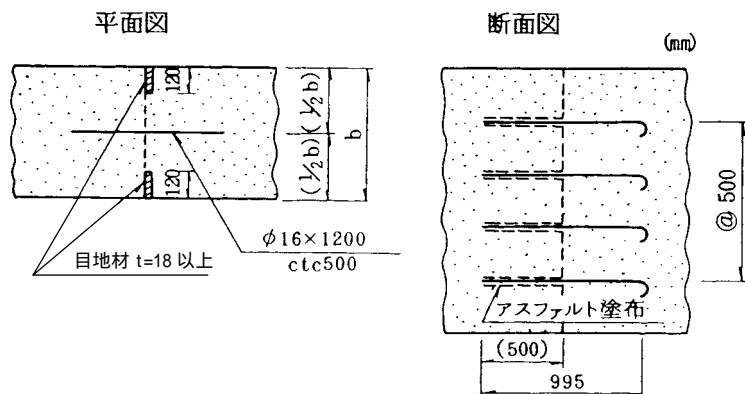 平面図
断面図
(mm)
120
(1/2b)
b
(1/2b)
120
目地材 t=18 以上
φ16×1200
ctc500
@500
アスファルト塗布
(500)
995